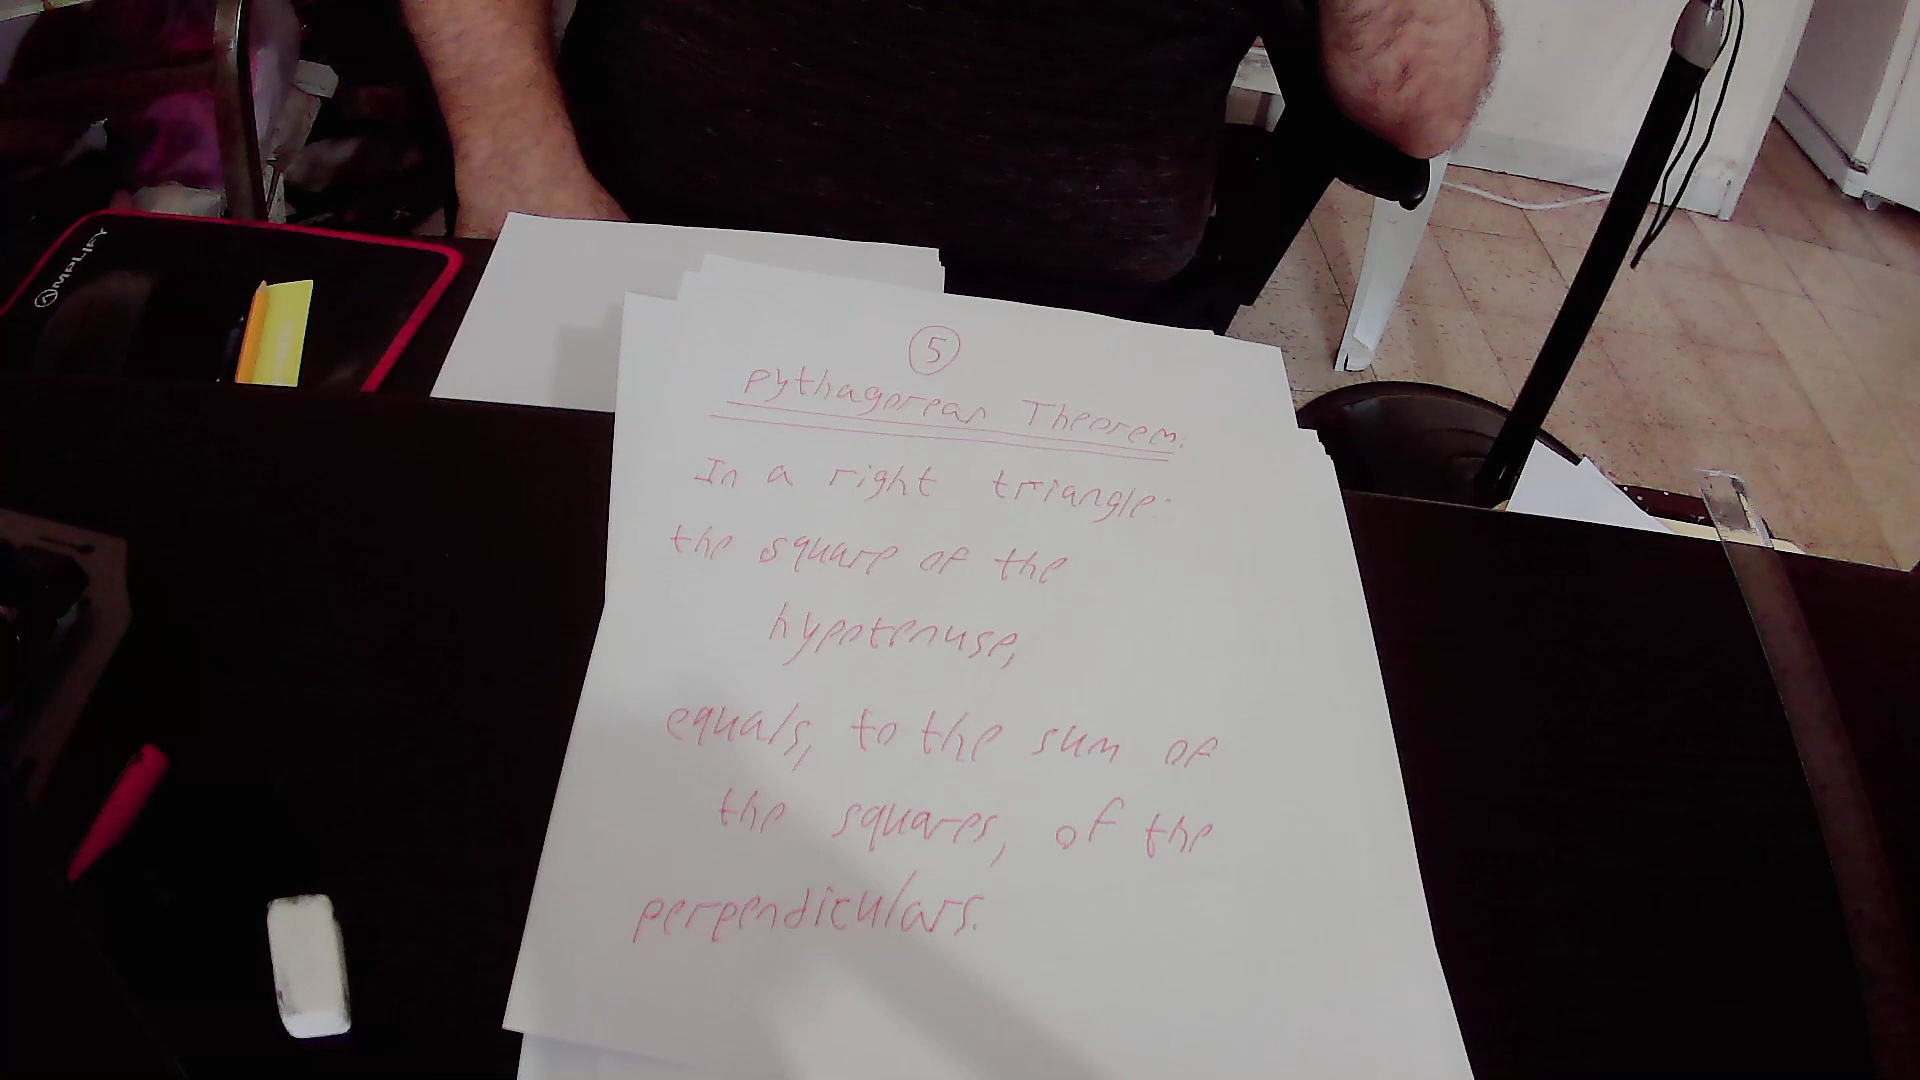 AMPLIFY
5
Pythagorean Theorem:
In a right triangle:
the square of the
hypotenuse,
equals, to the sum of
the squares, of the
perpendiculars.